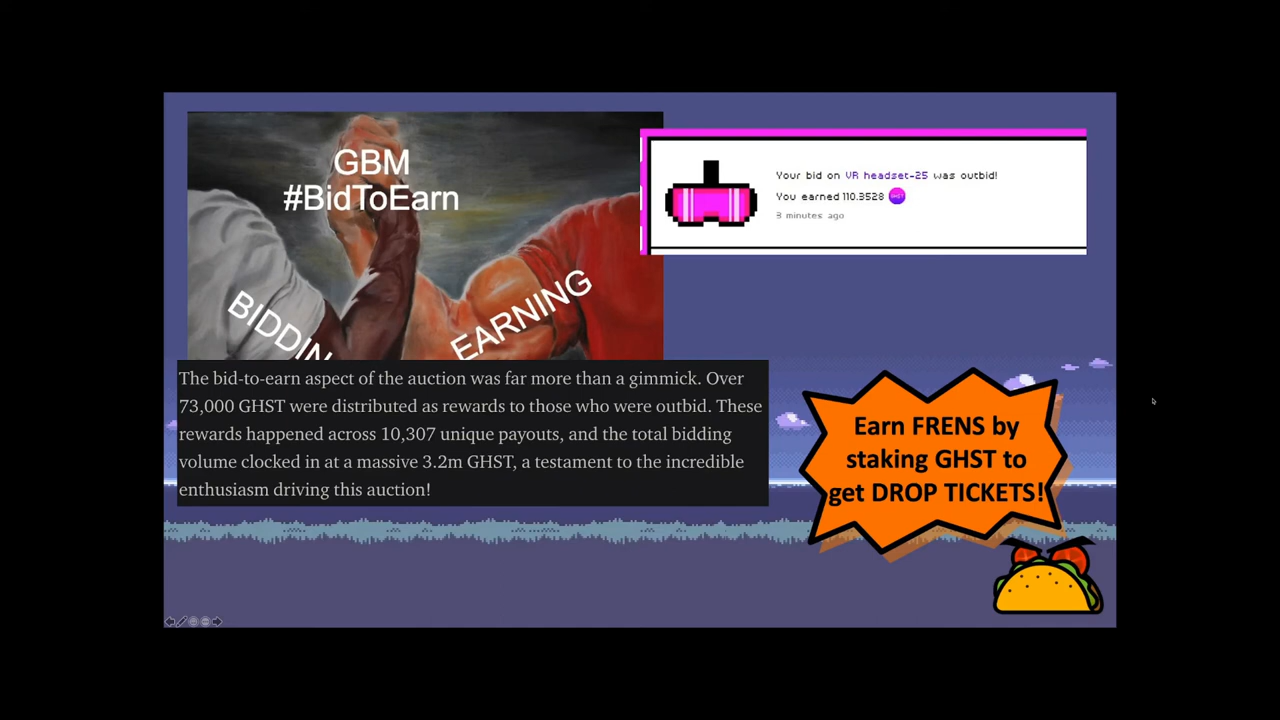 GBM
#BidToEarn
BIDDIN
EARNING
Your bid on VR headset-25 was outbid!
You earned 110.3528
3 minutes ago
The bid-to-earn aspect of the auction was far more than a gimmick. Over
73,000 GHST were distributed as rewards to those who were outbid. These
rewards happened across 10,307 unique payouts, and the total bidding
volume clocked in at a massive 3.2m GHST, a testament to the incredible
enthusiasm driving this auction!
Earn FRENS by
staking GHST to
get DROP TICKETS!